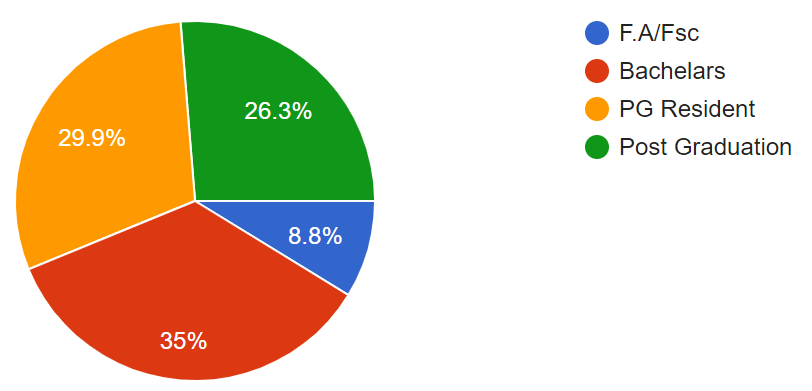 26.3%
29.9%
8.8%
35%
F.A/Fsc
Bachelars
PG Resident
Post Graduation